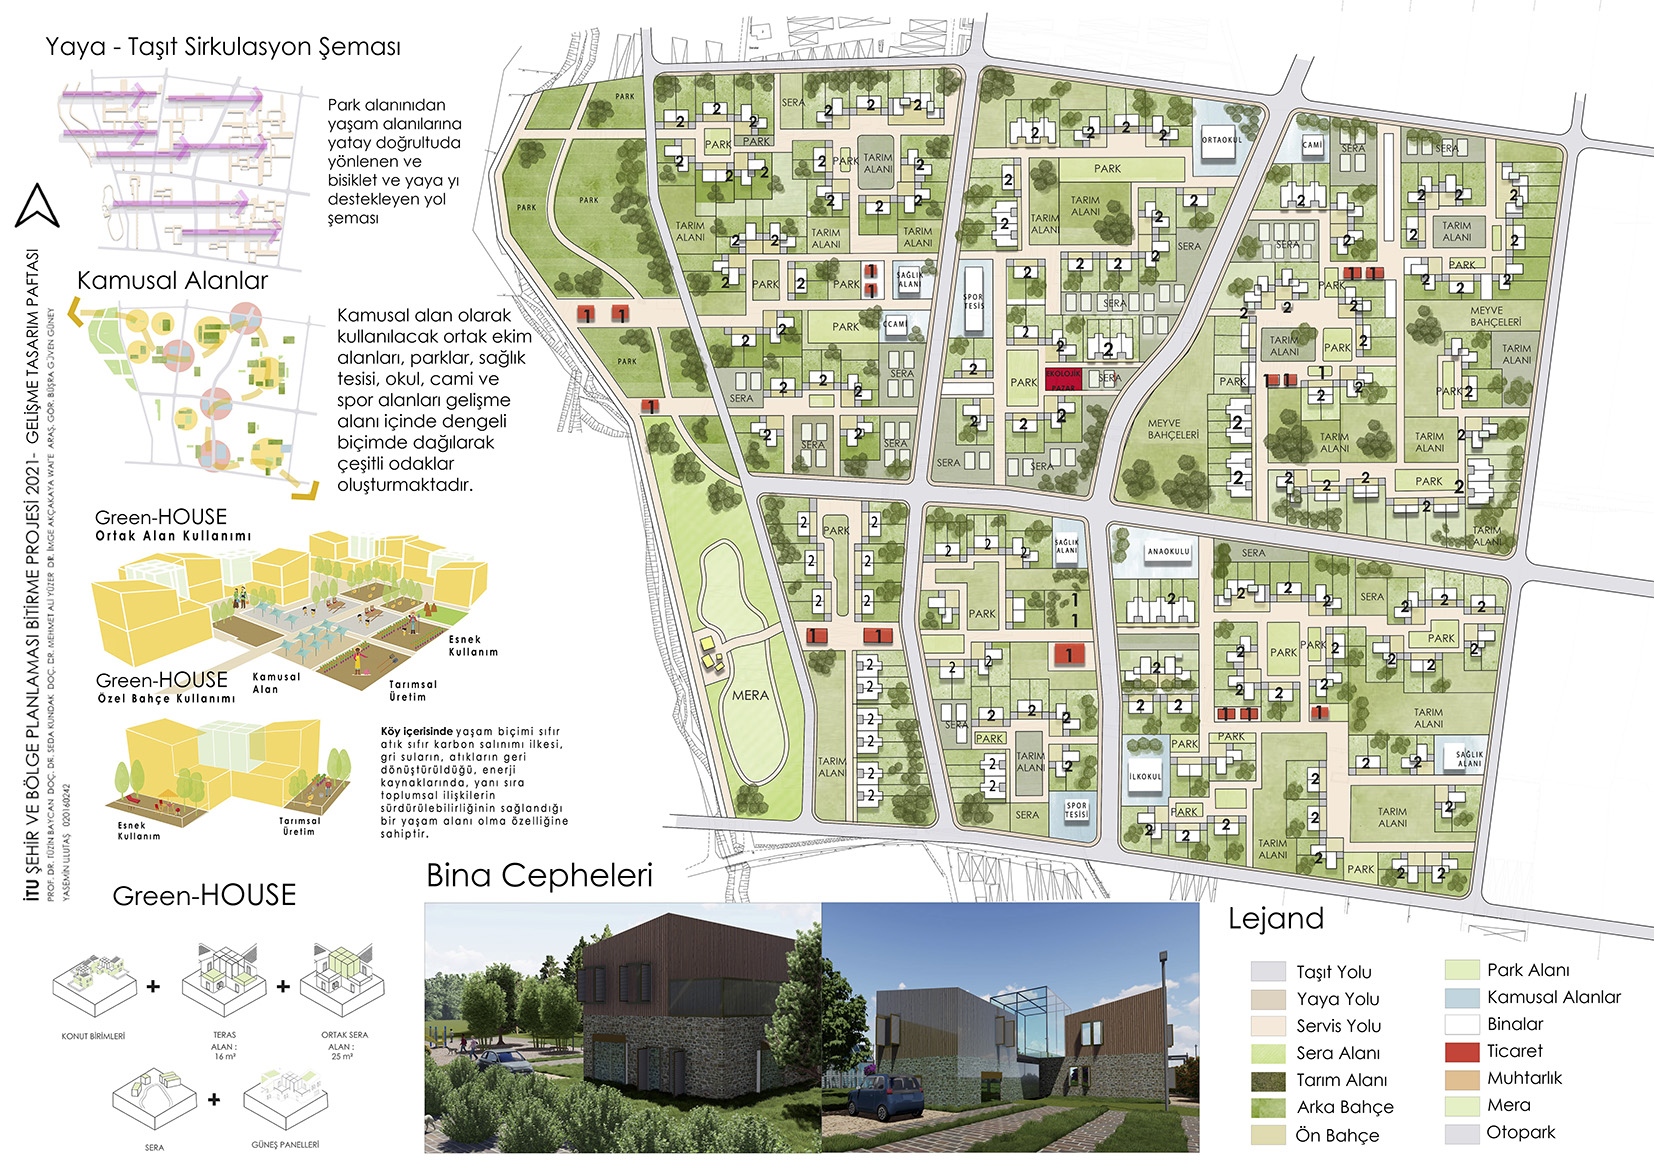 Yaya - Taşıt Sirkulasyon Şeması
Park alanınıdan
yaşam alanılarına
yatay doğrultuda
yönlenen ve
bisiklet ve yaya yı
destekleyen yol
şeması
Kamusal Alanlar
Kamusal alan olarak
kullanılacak ortak ekim
alanları, parklar, sağlık
tesisi, okul, cami ve
spor alanları gelişme
alanı içinde dengeli
biçimde dağılarak
çeşitli odaklar
oluşturmaktadır.
İTU ŞEHİR VE BÖLGE PLANLAMASI BİTİRME PROJESİ 2021- GELİŞME TASARIM PAFTASI
PROF. DR. TÜZİN BAYCAN DOÇ. DR. SEDA KUNDAK DOÇ. DR. MEHMET ALİ YÜZER DR. İMGE AKÇAKAYA WAITE ARAŞ. GÖR. BÜŞRA GÜVEN GÜNEY
YASEMİN ULUTAŞ 020160242
Green-HOUSE
Ortak Alan Kullanımı
Esnek
Kullanım
Kamusal
Alan
Tarımsal
Üretim
Green-HOUSE
Özel Bahçe Kullanımı
Esnek
Kullanım
Tarımsal
Üretim
Köy içerisinde yaşam biçimi sıfır
atık sıfır karbon salınımı ilkesi,
gri suların, atıkların geri
dönüştürüldüğü, enerji
kaynaklarında, yanı sıra
toplumsal ilişkilerin
sürdürülebilirliğinin sağlandığı
bir yaşam alanı olma özelliğine
sahiptir.
Green-HOUSE
KONUT BİRİMLERİ
+
TERAS
ALAN :
16 m²
+
ORTAK SERA
ALAN :
25 m²
SERA
+
GÜNEŞ PANELLERİ
Bina Cepheleri
PARK
PARK
PARK
PARK
PARK
PARK
MERA
SERA
PARK
PARK
PARK
TARIM
ALANI
TARIM
ALANI
TARIM
ALANI
TARIM
ALANI
PARK
PARK
SAĞLIK
ALANI
PARK
CCAMİ
SERA
SERA
SERA
SERA
ORTAOKUL
PARK
TARIM
ALANI
TARIM
ALANI
SERA
SPOR
TESİS
SERA
PARK
EKOLOJİK
PAZAR
SERA
SERA
SERA
CAMİ
SERA
SERA
TARIM
ALANI
SERA
PARK
PARK
MEYVE
BAHÇELERİ
TARIM
ALANI
PARK
TARIM
ALANI
PARK
MEYVE
BAHÇELERİ
TARIM
ALANI
TARIM
ALANI
PARK
TARIM
ALANI
PARK
TARIM
ALANI
SAĞLIK
ALANI
PARK
SERA
PARK
TARIM
ALANI
SERA
SPOR
TESİSİ
ANAOKULU
SERA
SERA
PARK
PARK
PARK
TARIM
ALANI
PARK
PARK
İLKOKUL
PARK
SAĞLIK
ALANI
TARIM
ALANI
TARIM
ALANI
PARK
PARK
Lejand
Taşıt Yolu
Yaya Yolu
Servis Yolu
Sera Alanı
Tarım Alanı
Arka Bahçe
Ön Bahçe
Park Alanı
Kamusal Alanlar
Binalar
Ticaret
Muhtarlık
Mera
Otopark